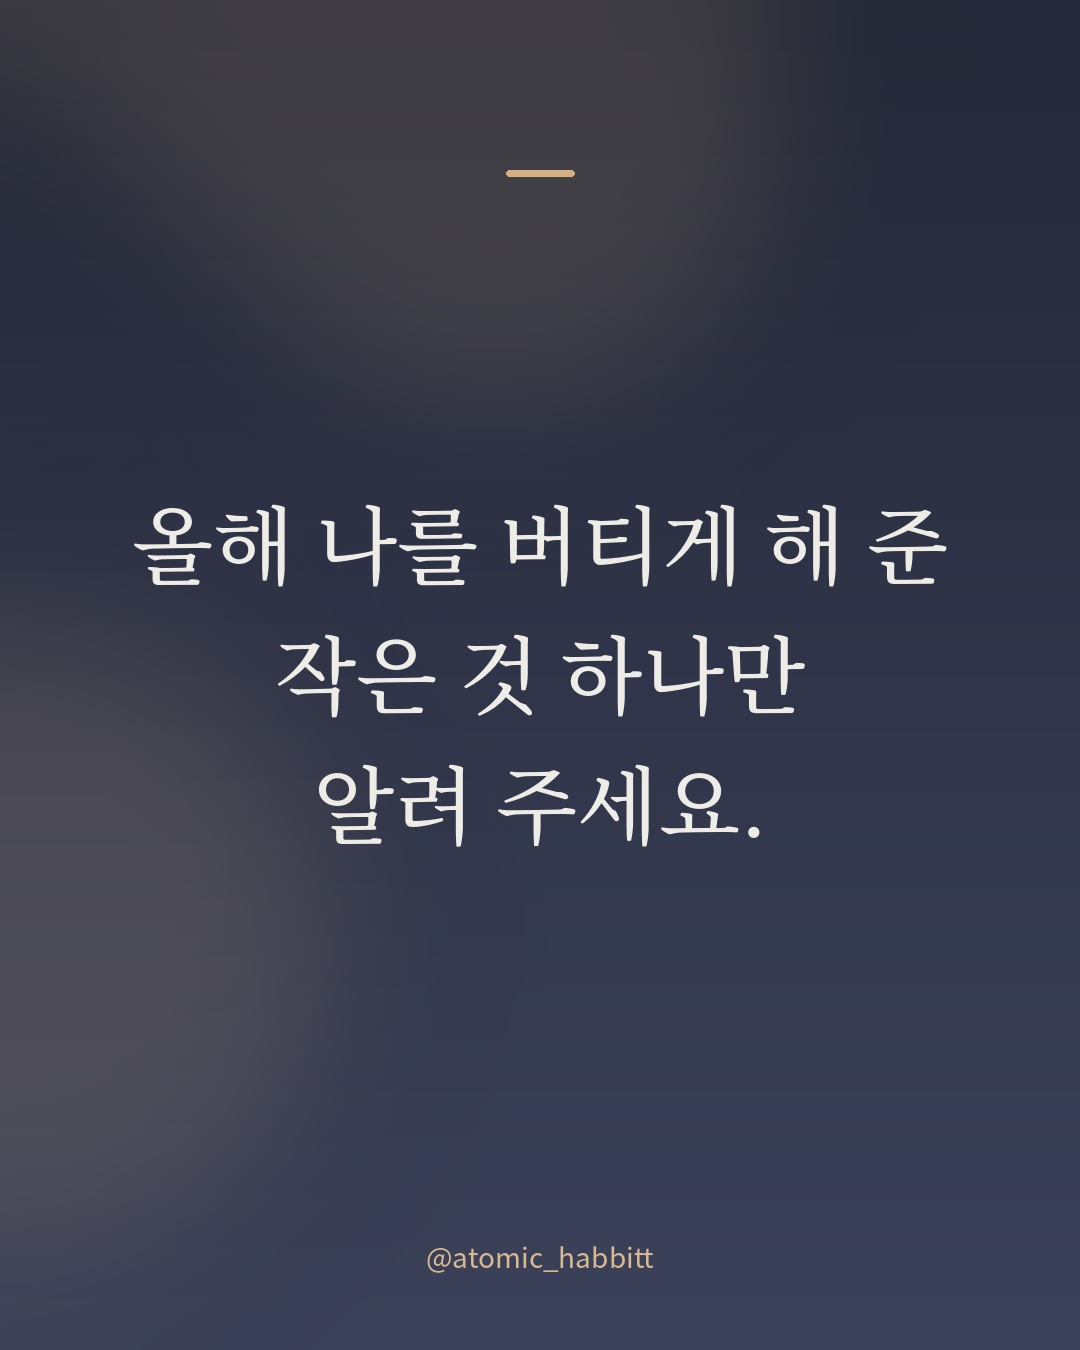 올해 나를 버티게 해 준
작은 것 하나만
알려 주세요.
@atomic_habbitt